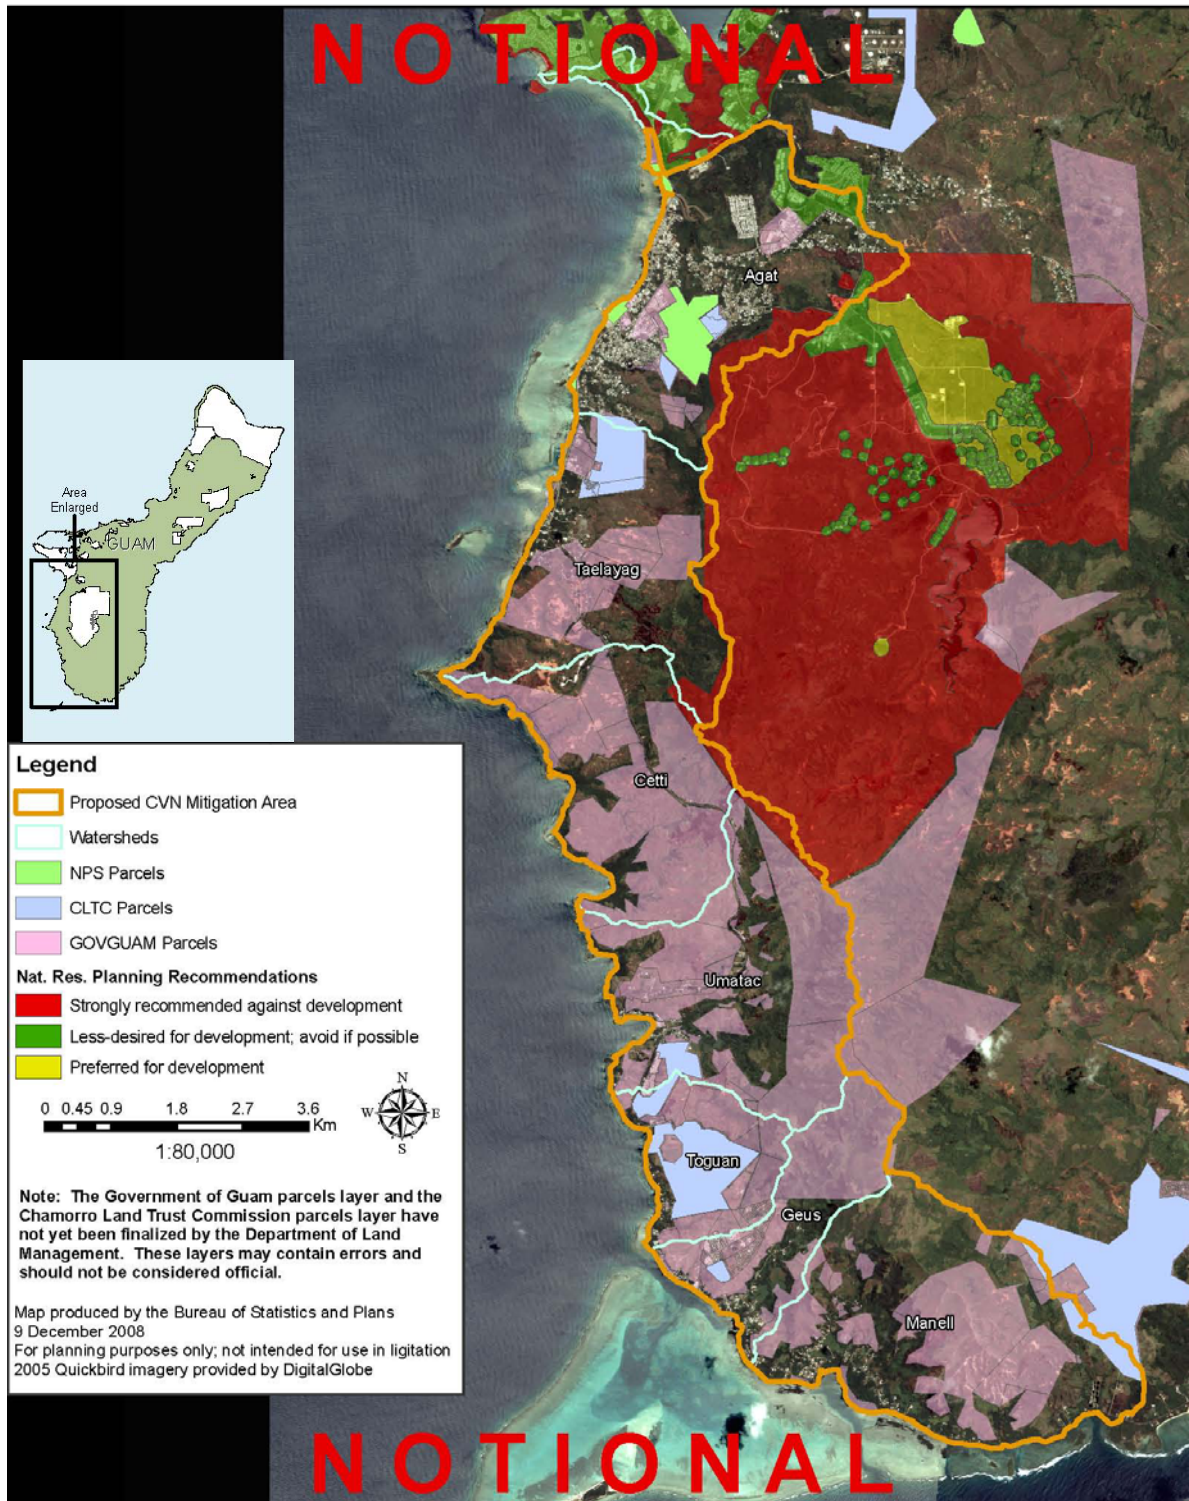 NOTIONAL
Agat
Area
Enlarged
GUAM
Taelayag
Cetti
Umatac
Toguan
Geus
Manell
Legend
Proposed CVN Mitigation Area
Watersheds
NPS Parcels
CLTC Parcels
GOVGUAM Parcels
Nat. Res. Planning Recommendations
Strongly recommended against development
Less-desired for development; avoid if possible
Preferred for development
0 0.45 0.9 1.8 2.7 3.6
Km
1:80,000
N
W E
S
Note: The Government of Guam parcels layer and the
Chamorro Land Trust Commission parcels layer have
not yet been finalized by the Department of Land
Management. These layers may contain errors and
should not be considered official.
Map produced by the Bureau of Statistics and Plans
9 December 2008
For planning purposes only; not intended for use in ligitation
2005 Quickbird imagery provided by DigitalGlobe
NOTIONAL